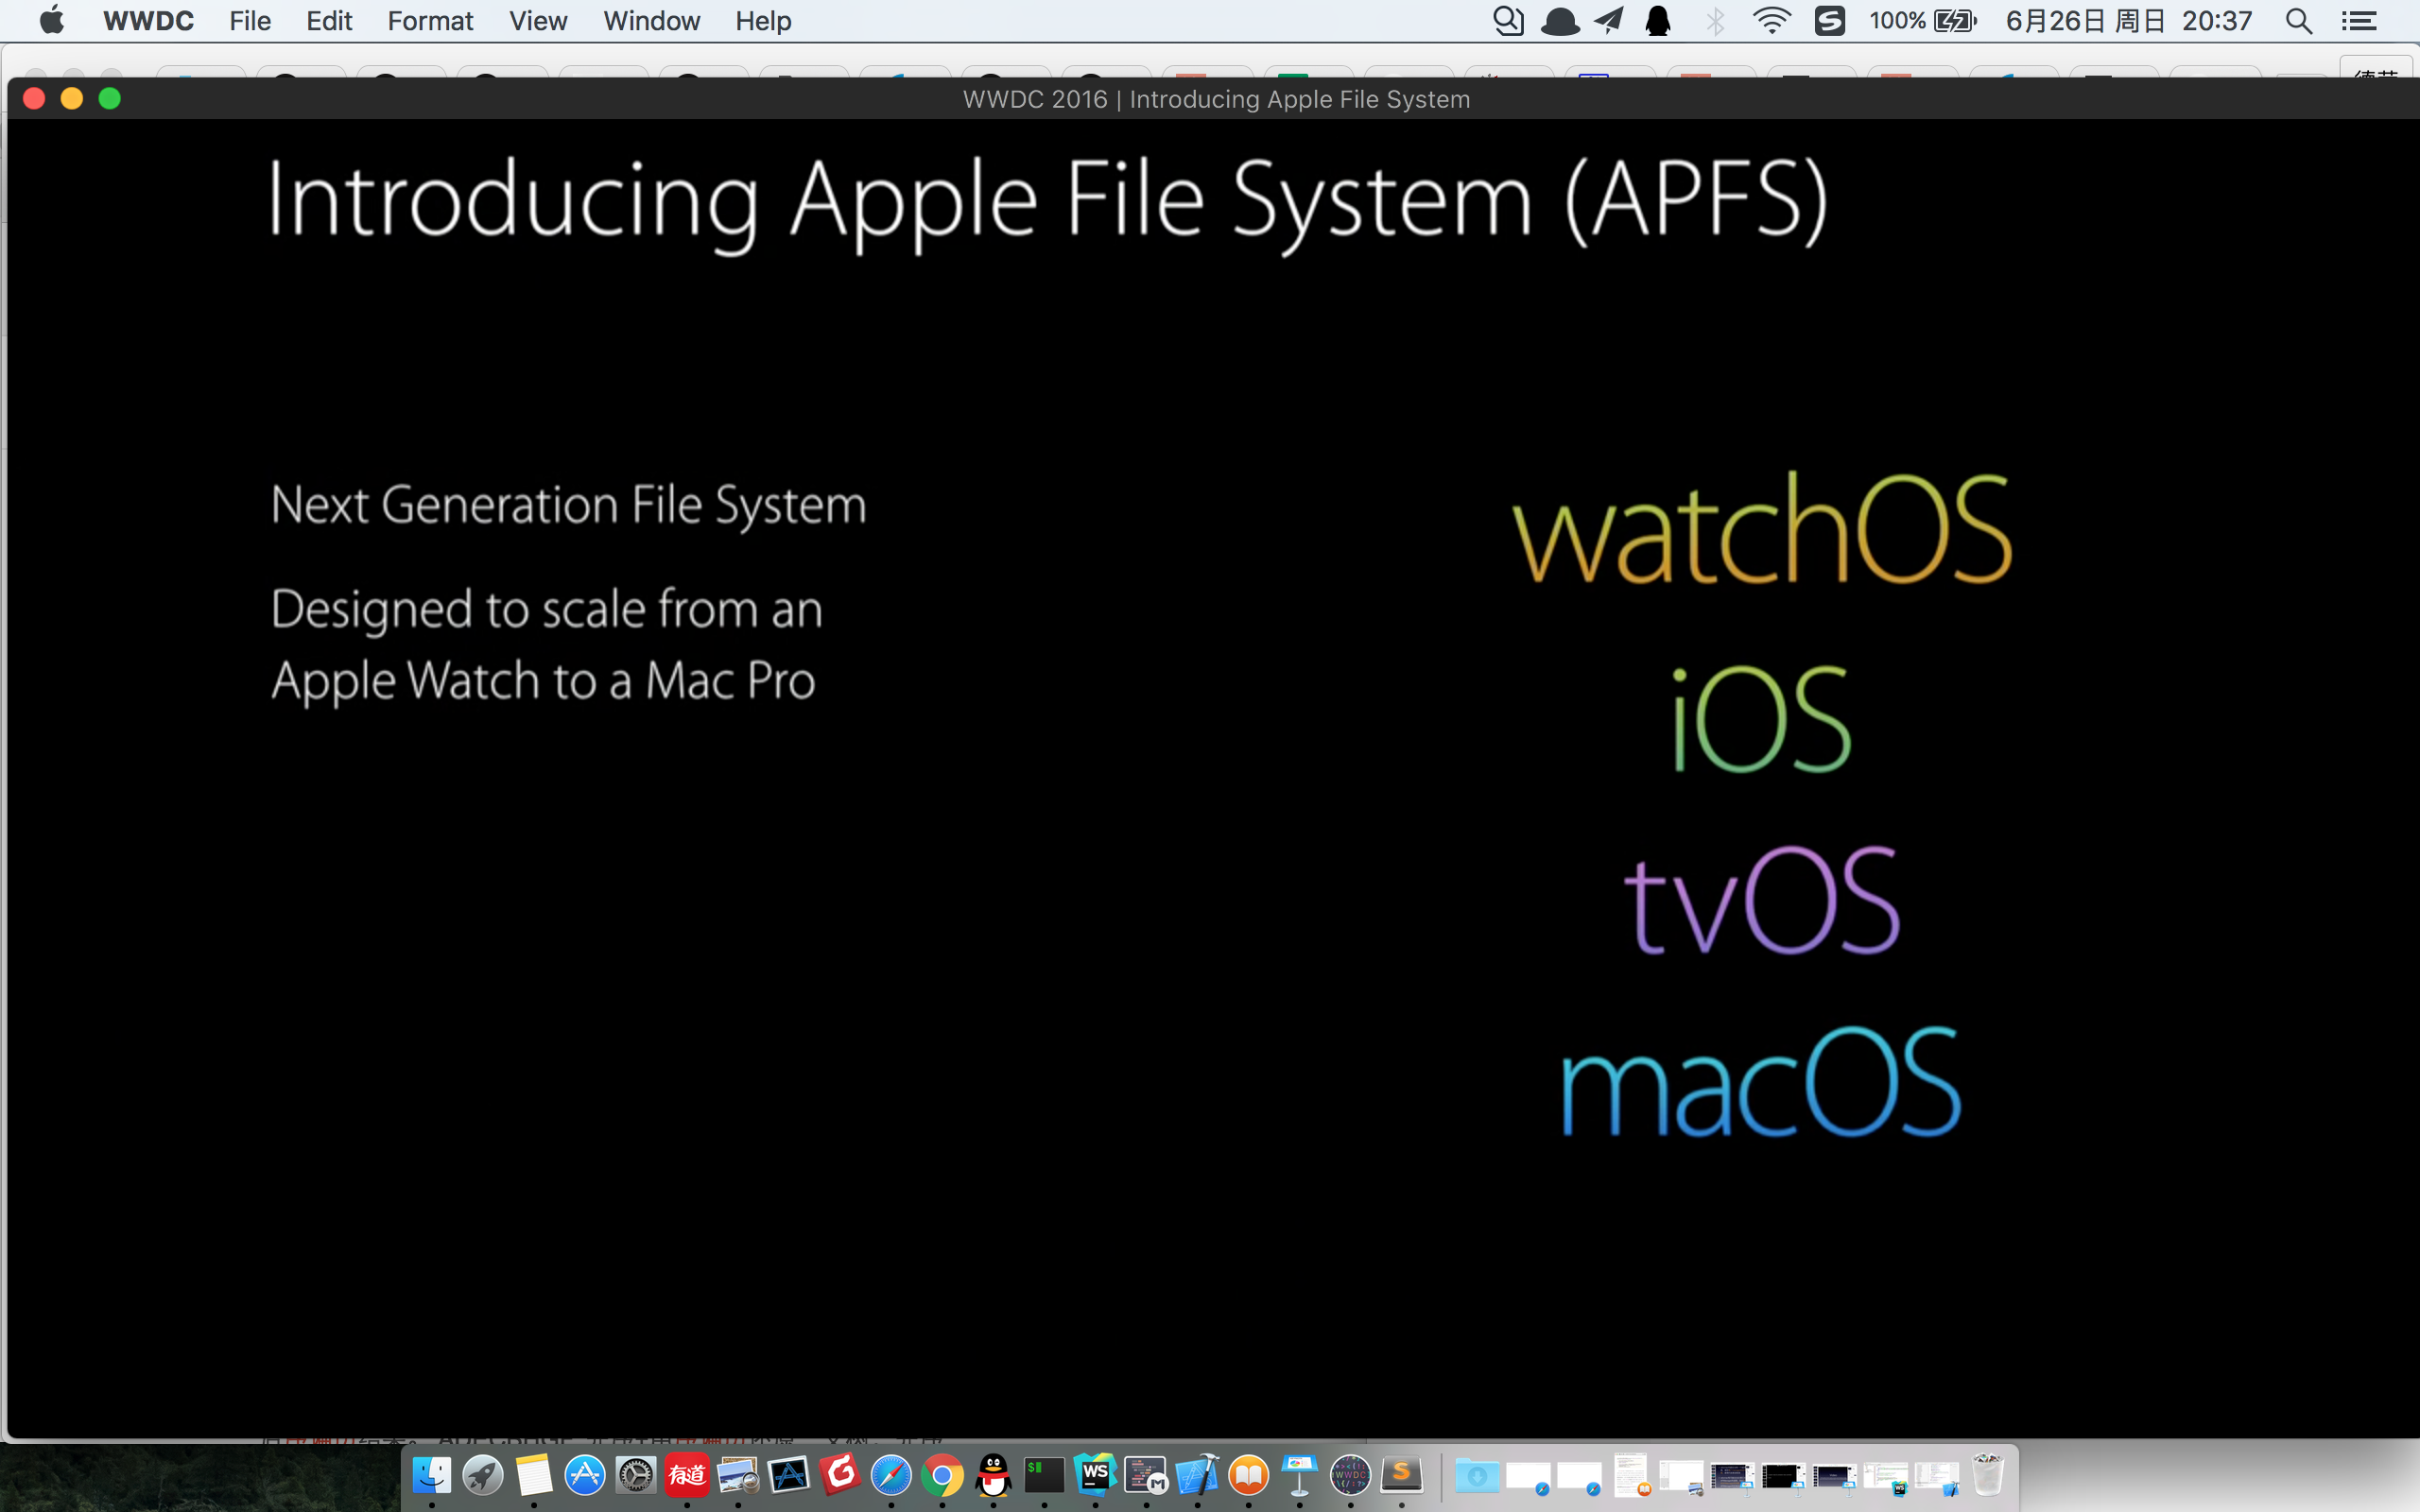 WWDC File Edit Format View Window Help 100% 6月26日 周日 20:37
WWDC 2016 | Introducing Apple File System
Introducing Apple File System (APFS)
Next Generation File System
Designed to scale from an
Apple Watch to a Mac Pro
watchOS
iOS
tvOS
macOS
有道
WS